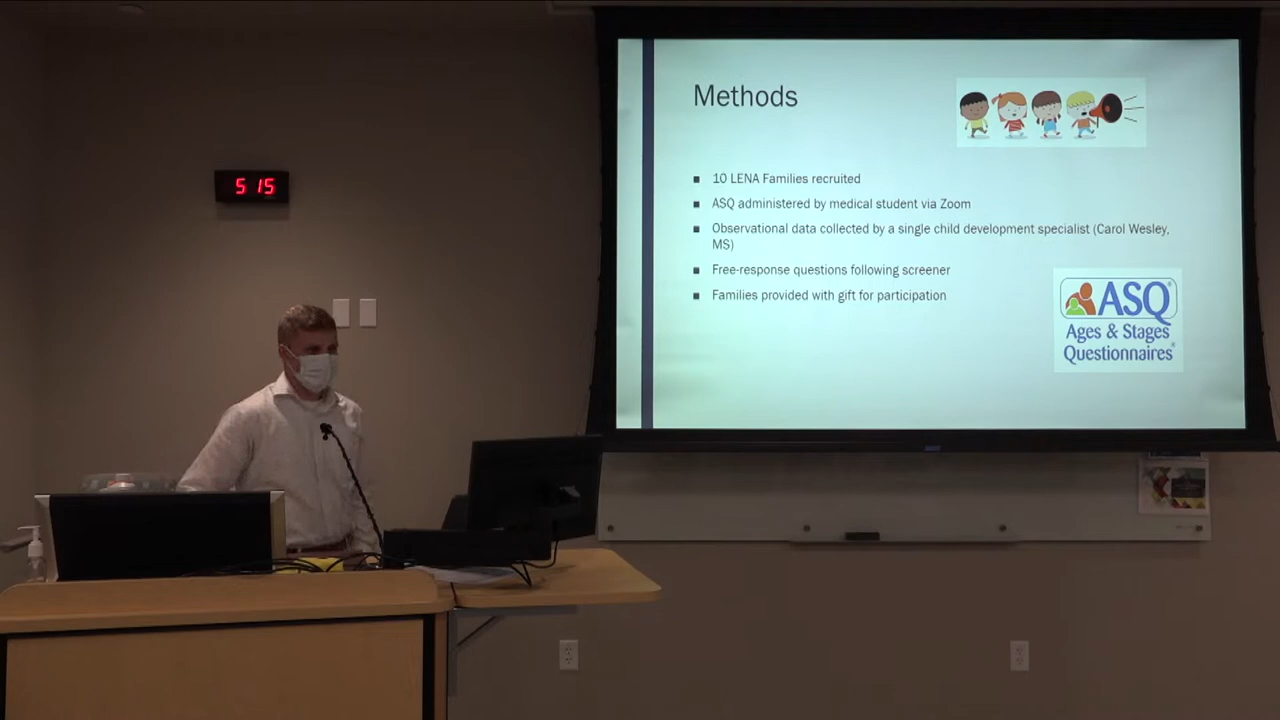 5 15
Methods
10 LENA Families recruited
ASQ administered by medical student via Zoom
Observational data collected by a single child development specialist (Carol Wesley,
MS)
Free-response questions following screener
Families provided with gift for participation
ASQ®
Ages & Stages
Questionnaires®